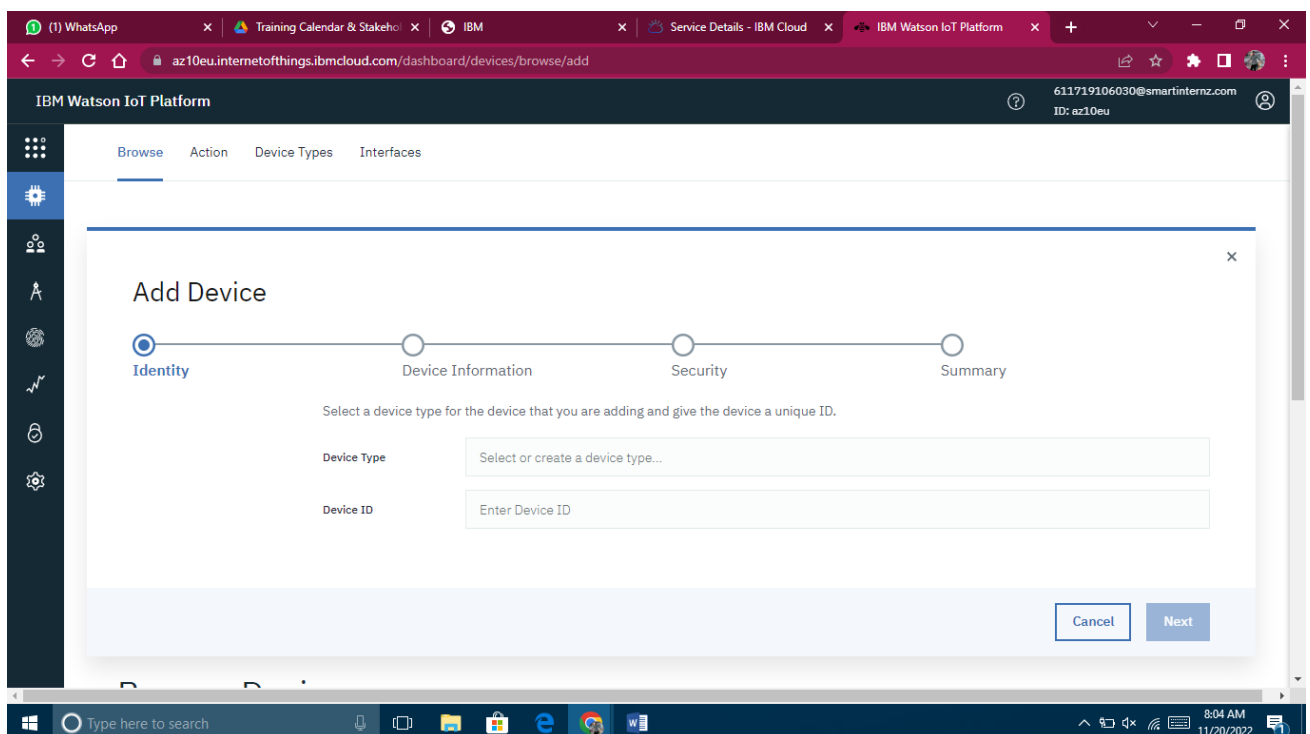 (1) WhatsApp
Training Calendar & Stakehol
IBM
Service Details - IBM Cloud
IBM Watson IoT Platform
az10eu.internetofthings.ibmcloud.com/dashboard/devices/browse/add
IBM Watson IoT Platform
611719106030@smartinternz.com
ID: az10eu
Browse Action Device Types Interfaces
Add Device
Identity Device Information Security Summary
Select a device type for the device that you are adding and give the device a unique ID.
Device Type Select or create a device type...
Device ID Enter Device ID
Cancel Next
Type here to search
8:04 AM
11/20/2022